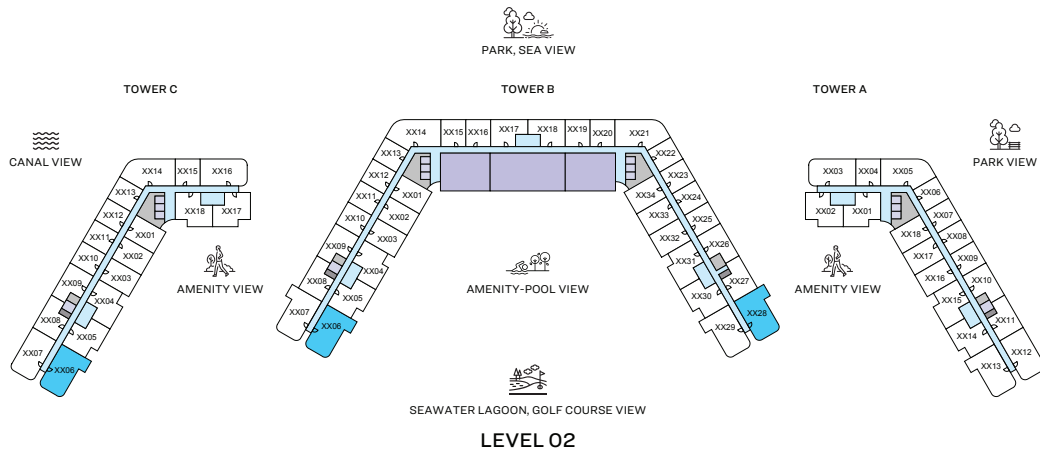 PARK, SEA VIEW
TOWER C
TOWER B
TOWER A
CANAL VIEW
PARK VIEW
XX14
XX15
XX16
XX13
XX12
XX11
XX10
XX09
XX08
XX07
XX18
XX17
XX01
XX02
XX03
XX04
XX05
XX06
XX14
XX15
XX16
XX17
XX18
XX19
XX20
XX21
XX13
XX12
XX11
XX10
XX09
XX08
XX07
XX01
XX02
XX03
XX04
XX05
XX06
XX22
XX23
XX24
XX25
XX26
XX27
XX28
XX34
XX33
XX32
XX31
XX30
XX29
XX03
XX04
XX05
XX02
XX01
XX06
XX07
XX08
XX09
XX10
XX11
XX12
XX18
XX17
XX16
XX15
XX14
XX13
AMENITY VIEW
AMENITY-POOL VIEW
AMENITY VIEW
SEAWATER LAGOON, GOLF COURSE VIEW
LEVEL 02